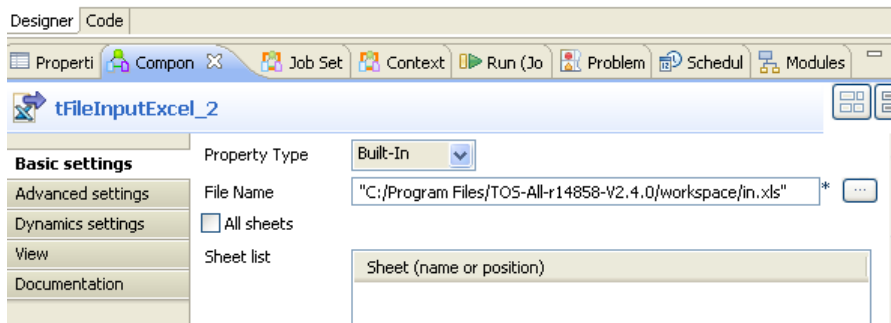 Designer Code
Properti Compon Job Set Context Run (Jo Problem Schedul Modules
tFileInputExcel_2
Basic settings
Property Type Built-In
Advanced settings
File Name "C:/Program Files/TOS-All-r14858-V2.4.0/workspace/in.xls" * ...
Dynamics settings
All sheets
View
Sheet list Sheet (name or position)
Documentation